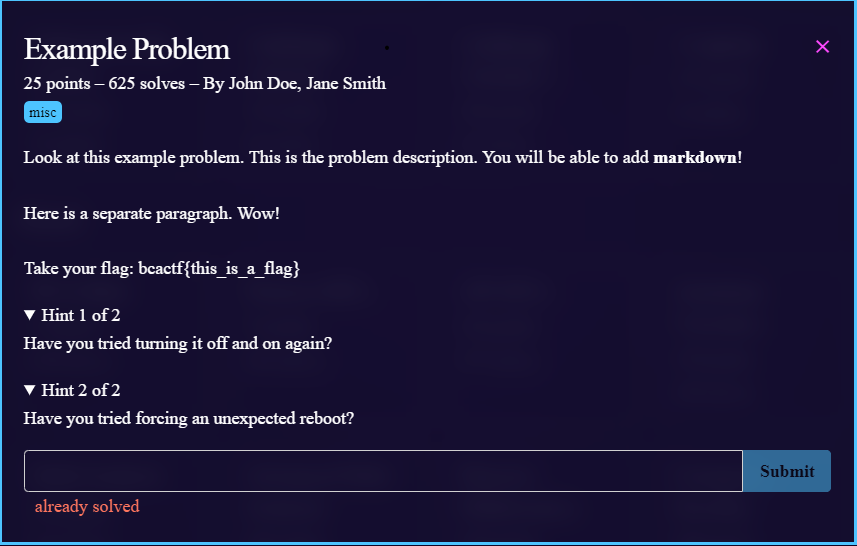 Example Problem
25 points – 625 solves – By John Doe, Jane Smith
misc
Look at this example problem. This is the problem description. You will be able to add markdown!
Here is a separate paragraph. Wow!
Take your flag: bcactf{this_is_a_flag}
▼ Hint 1 of 2
Have you tried turning it off and on again?
▼ Hint 2 of 2
Have you tried forcing an unexpected reboot?
Submit
already solved